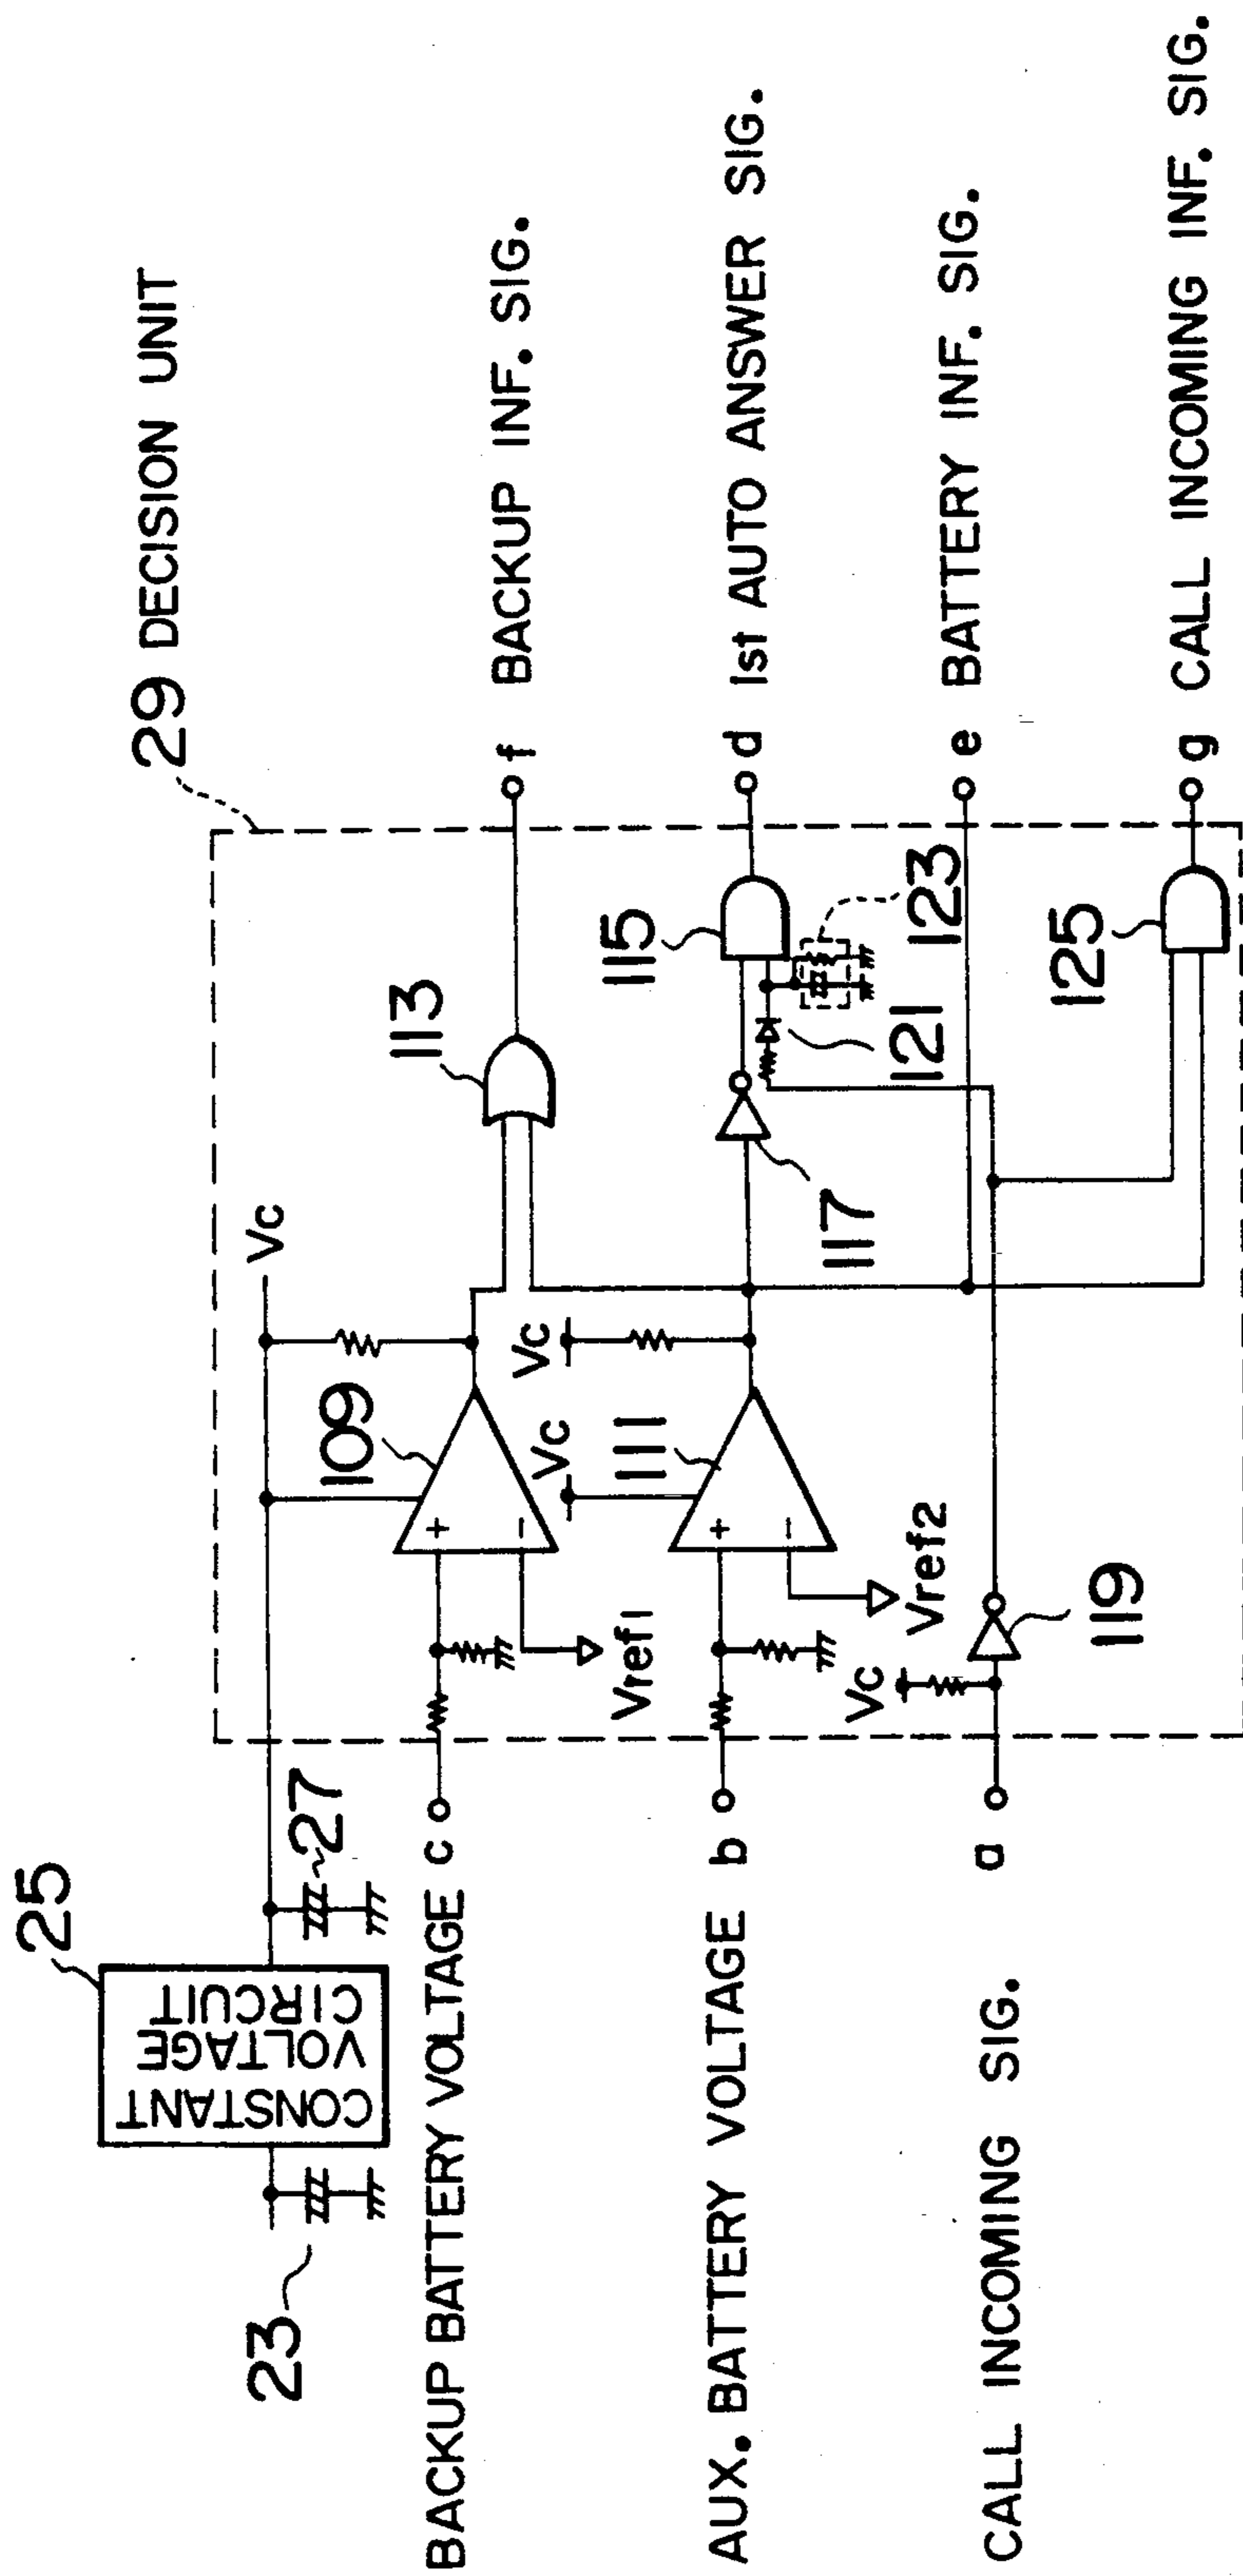 29 DECISION UNIT
25
CONSTANT
VOLTAGE
CIRCUIT
23
27
Vc
BACKUP BATTERY VOLTAGE c
+
-
109
Vref1
113
f BACKUP INF. SIG.
Vc
Vc
AUX. BATTERY VOLTAGE b
+
-
111
Vref2
117
115
d 1st AUTO ANSWER SIG.
121
123
e BATTERY INF. SIG.
CALL INCOMING SIG. a
Vc
119
125
g CALL INCOMING INF. SIG.